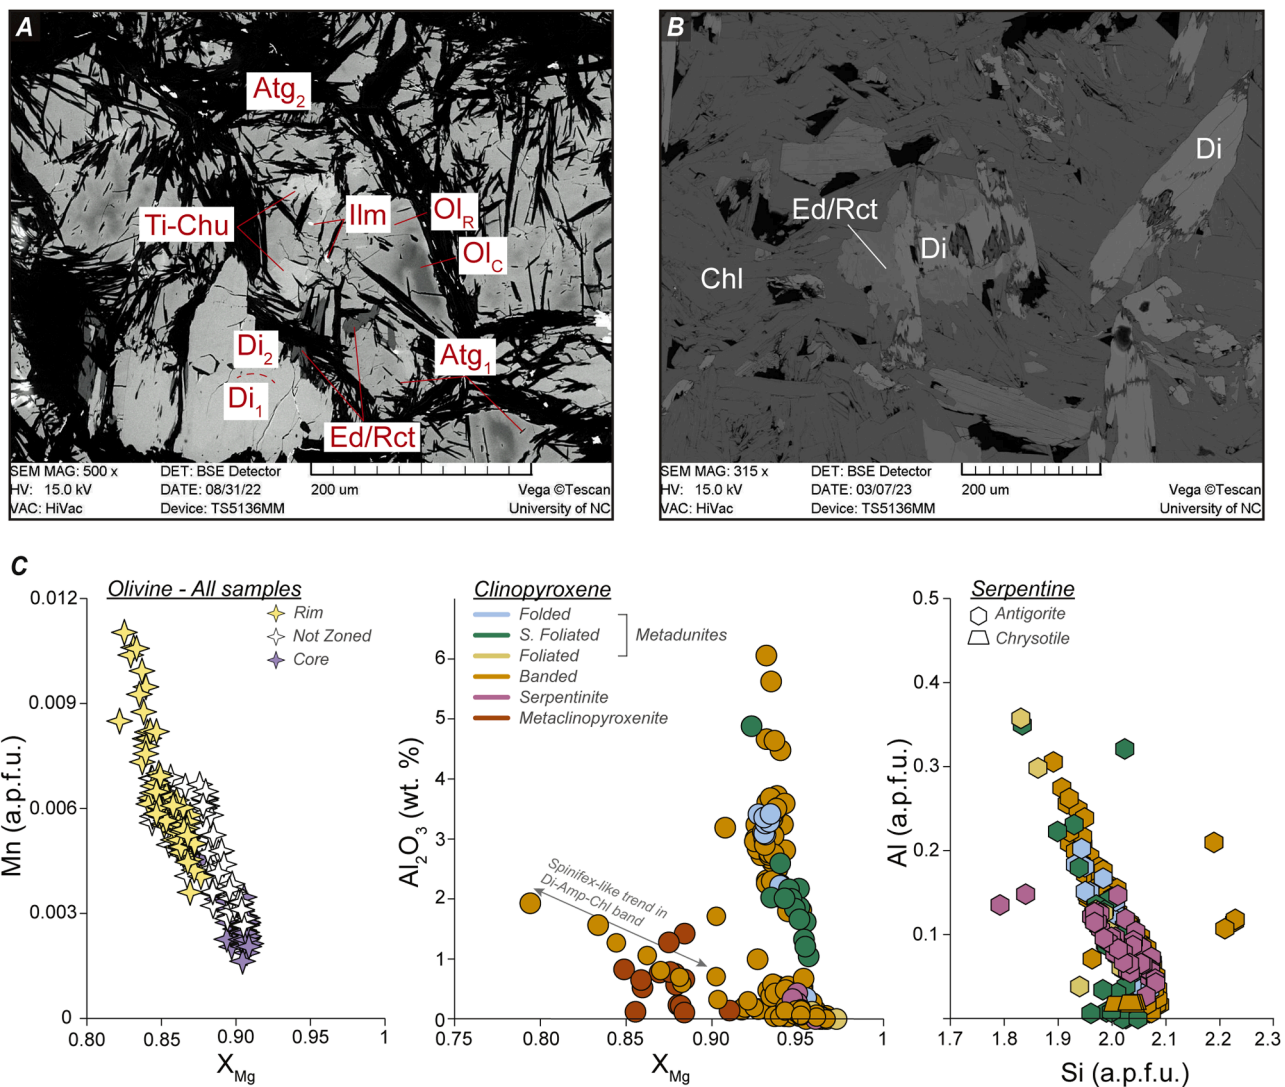 A
Atg2
Ti-Chu
Ilm
OlR
OlC
Di2
Di1
Atg1
Ed/Rct
SEM MAG: 500 x DET: BSE Detector
HV: 15.0 kV DATE: 08/31/22 200 um Vega ©Tescan
VAC: HiVac Device: TS5136MM University of NC
B
Di
Ed/Rct
Di
Chl
SEM MAG: 315 x DET: BSE Detector
HV: 15.0 kV DATE: 03/07/23 200 um Vega ©Tescan
VAC: HiVac Device: TS5136MM University of NC
C
Olivine - All samples
Rim
Not Zoned
Core
0.012
0.009
0.006
0.003
0
Mn (a.p.f.u.)
0.80 0.85 0.90 0.95 1
XMg
Clinopyroxene
Folded
S. Foliated
Foliated
Metadunites
Banded
Serpentinite
Metaclinopyroxenite
6
5
4
3
2
1
0
Al2O3 (wt. %)
Spinifex-like trend in
Di-Amp-Chl band
0.75 0.80 0.90 0.95 1
XMg
Serpentine
Antigorite
Chrysotile
0.5
0.4
0.3
0.2
0.1
Al (a.p.f.u.)
1.7 1.8 1.9 2.0 2.1 2.2 2.3
Si (a.p.f.u.)